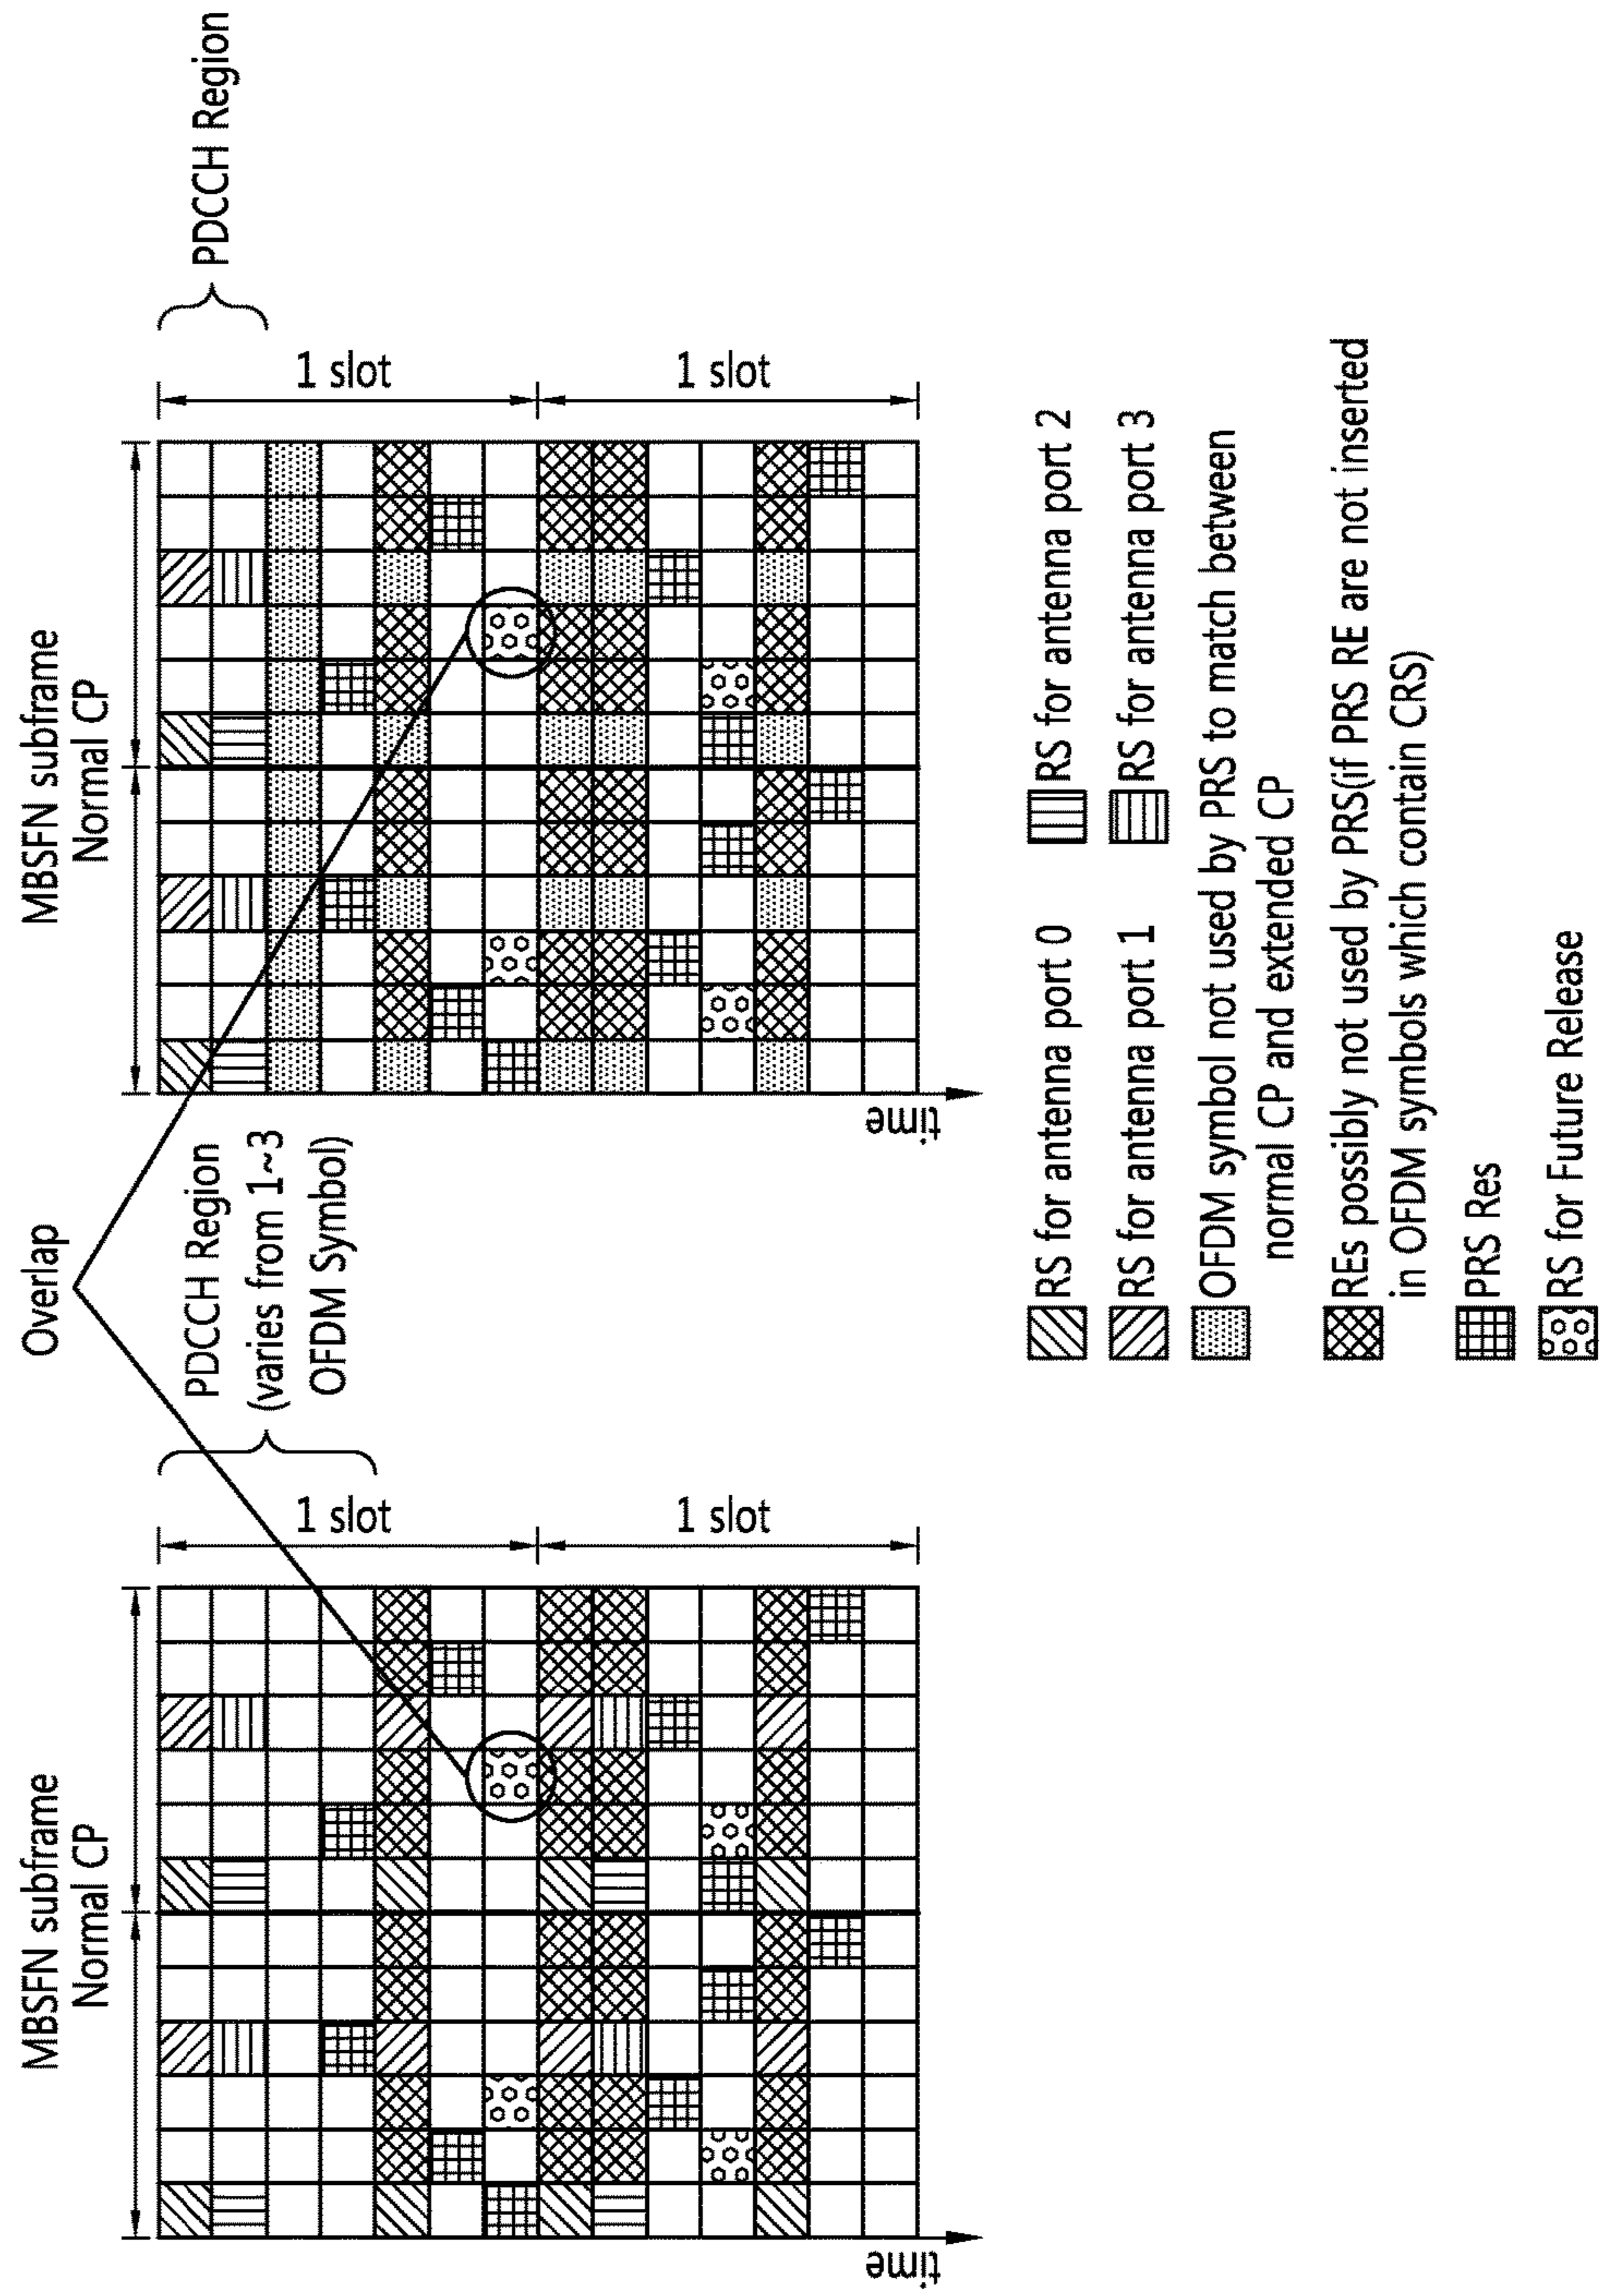 MBSFN subframe
Normal CP
Overlap
MBSFN subframe
Normal CP
1 slot
1 slot
PDCCH Region
(varies from 1~3
OFDM Symbol)
1 slot
1 slot
PDCCH Region
time
time
RS for antenna port 0
RS for antenna port 2
RS for antenna port 1
RS for antenna port 3
OFDM symbol not used by PRS to match between
normal CP and extended CP
REs possibly not used by PRS(if PRS RE are not inserted
in OFDM symbols which contain CRS)
PRS Res
RS for Future Release